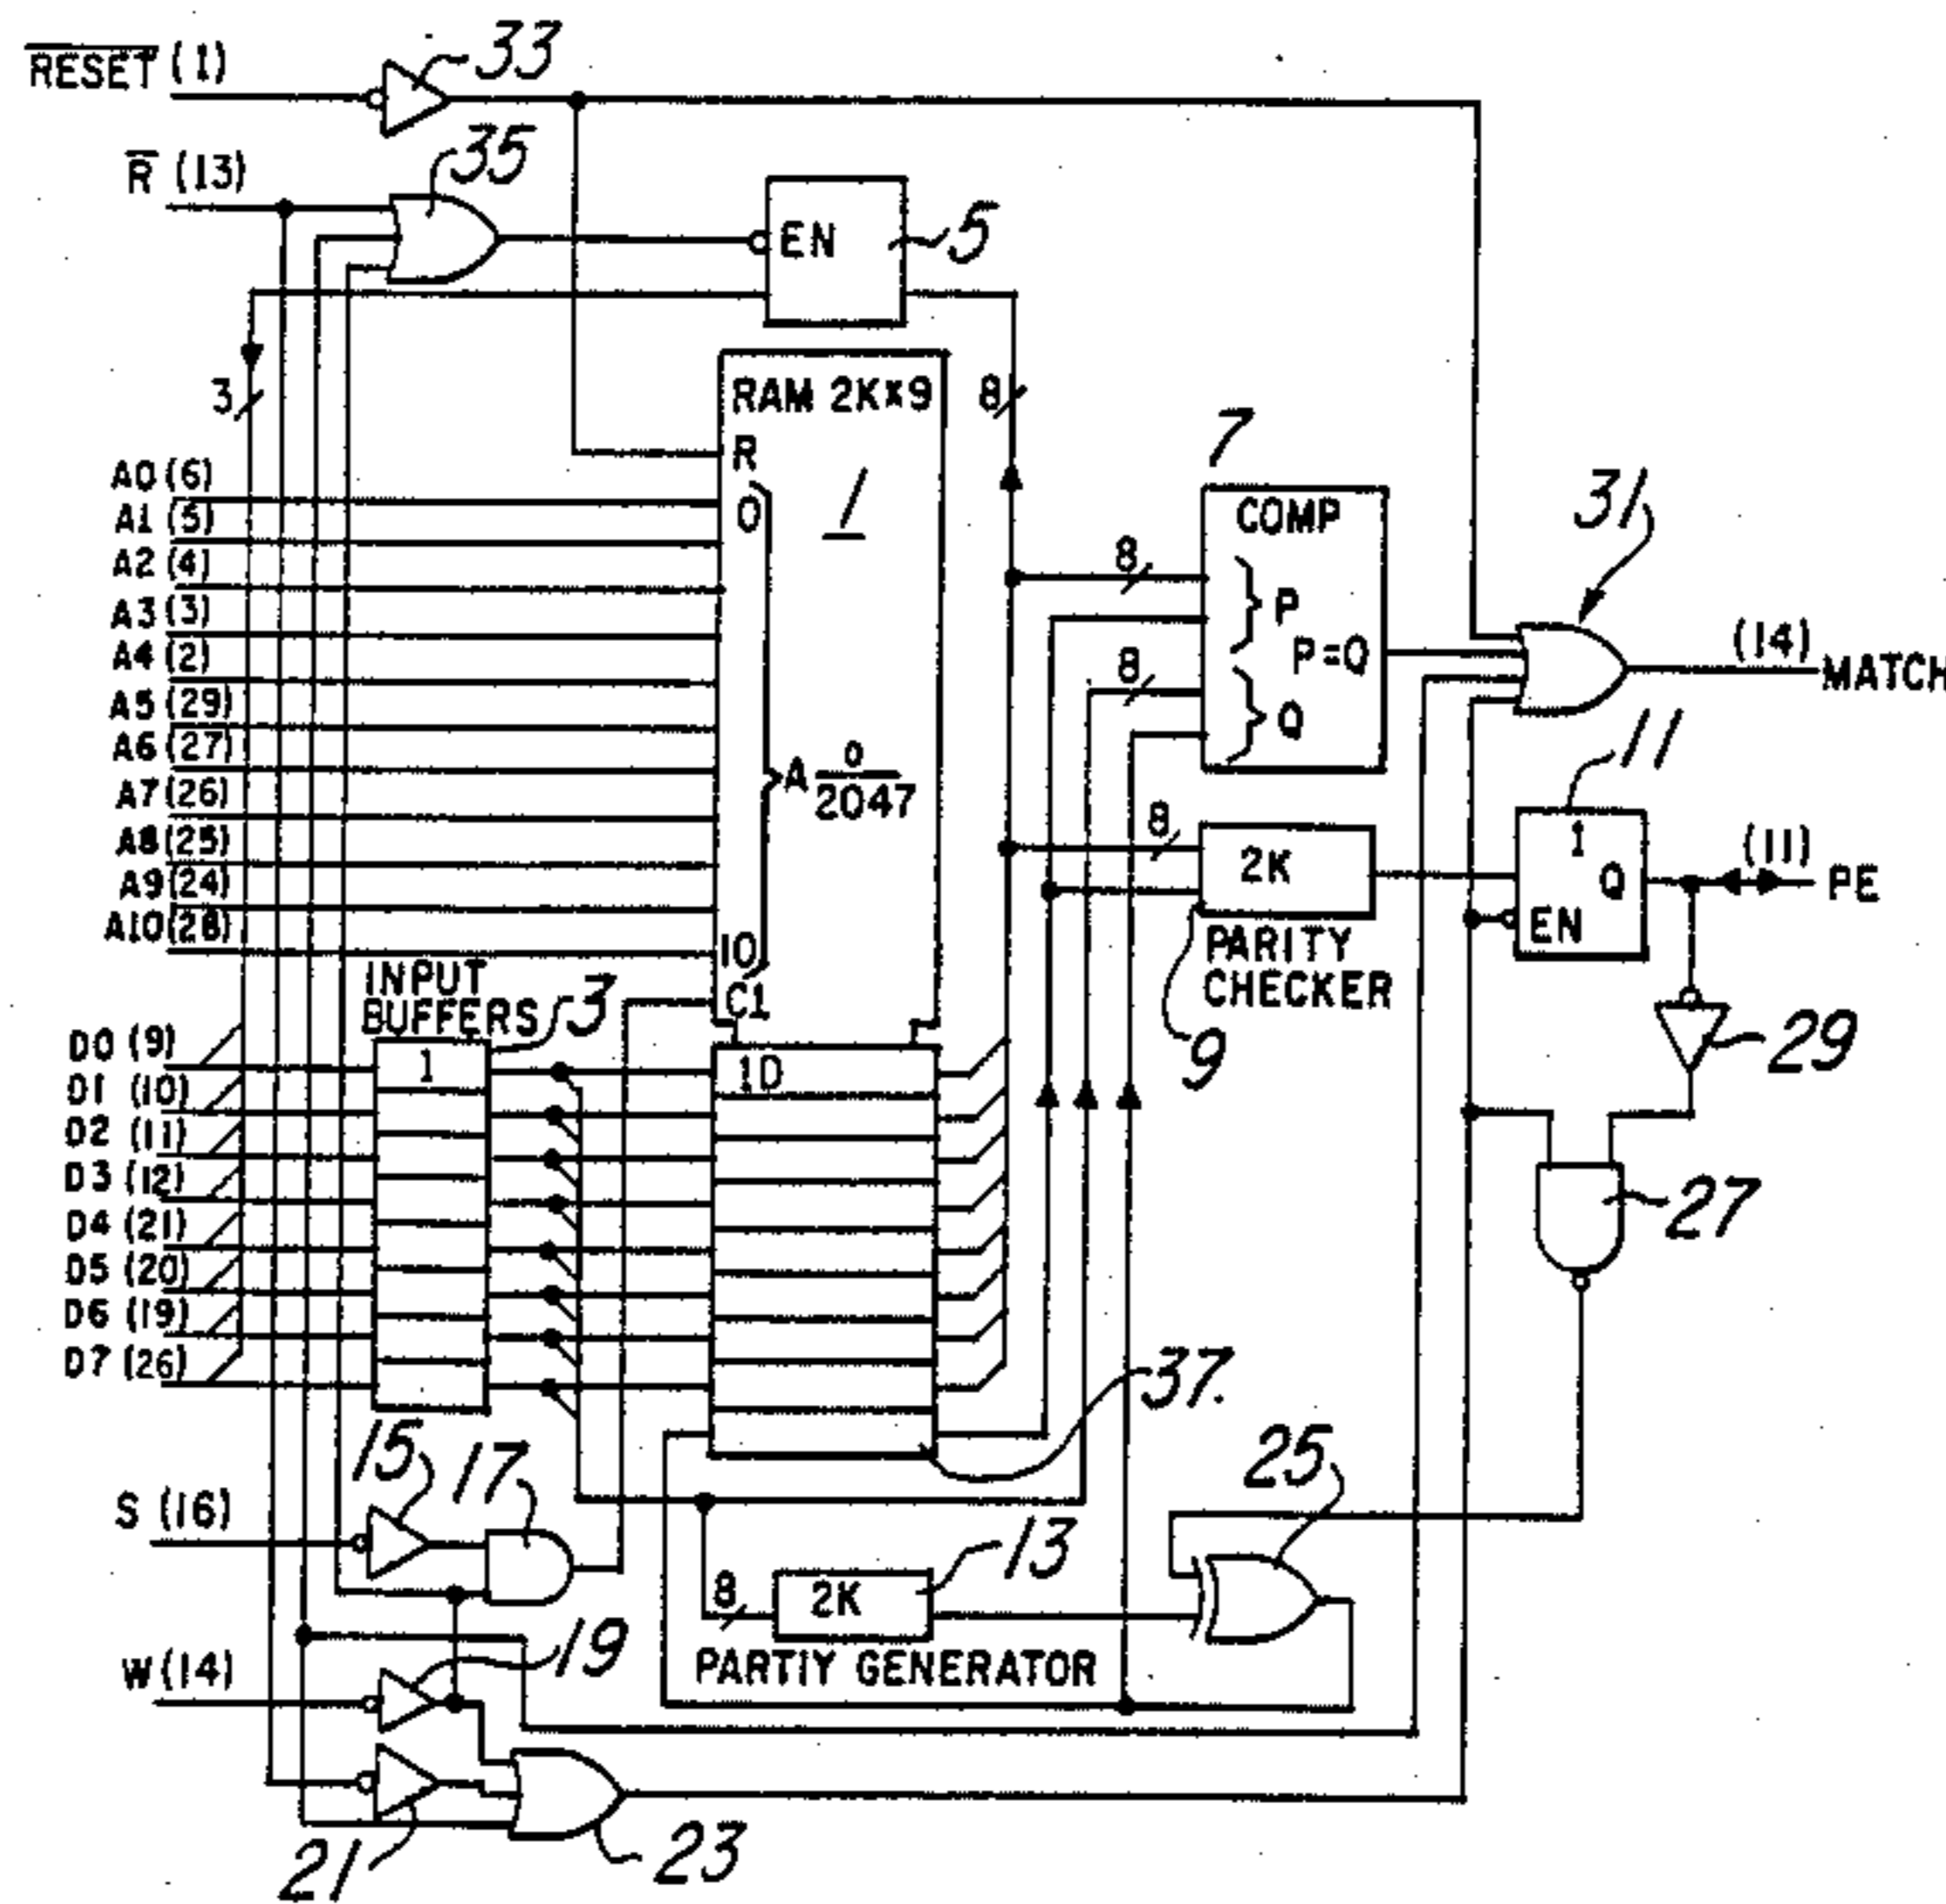 RESET (1)
33
R (13)
35
EN
5
3
RAM 2K×9
8
R
1
7
A0 (6)
0
COMP
A1 (5)
8
31
A2 (4)
P
A3 (3)
P=Q
(14)
MATCH
A4 (2)
8
A5 (29)
Q
11
A6 (27)
A 0/2047
A7 (26)
8
1
A8 (25)
2K
Q
(11)
PE
A9 (24)
EN
A10 (28)
10
PARITY
CHECKER
INPUT
BUFFERS
3
C1
9
29
D0 (9)
1
1D
D1 (10)
D2 (11)
D3 (12)
27
D4 (21)
D5 (20)
D6 (19)
D7 (26)
37.
15
17
25
S (16)
13
8
2K
19
W (14)
PARTIY GENERATOR
21
23